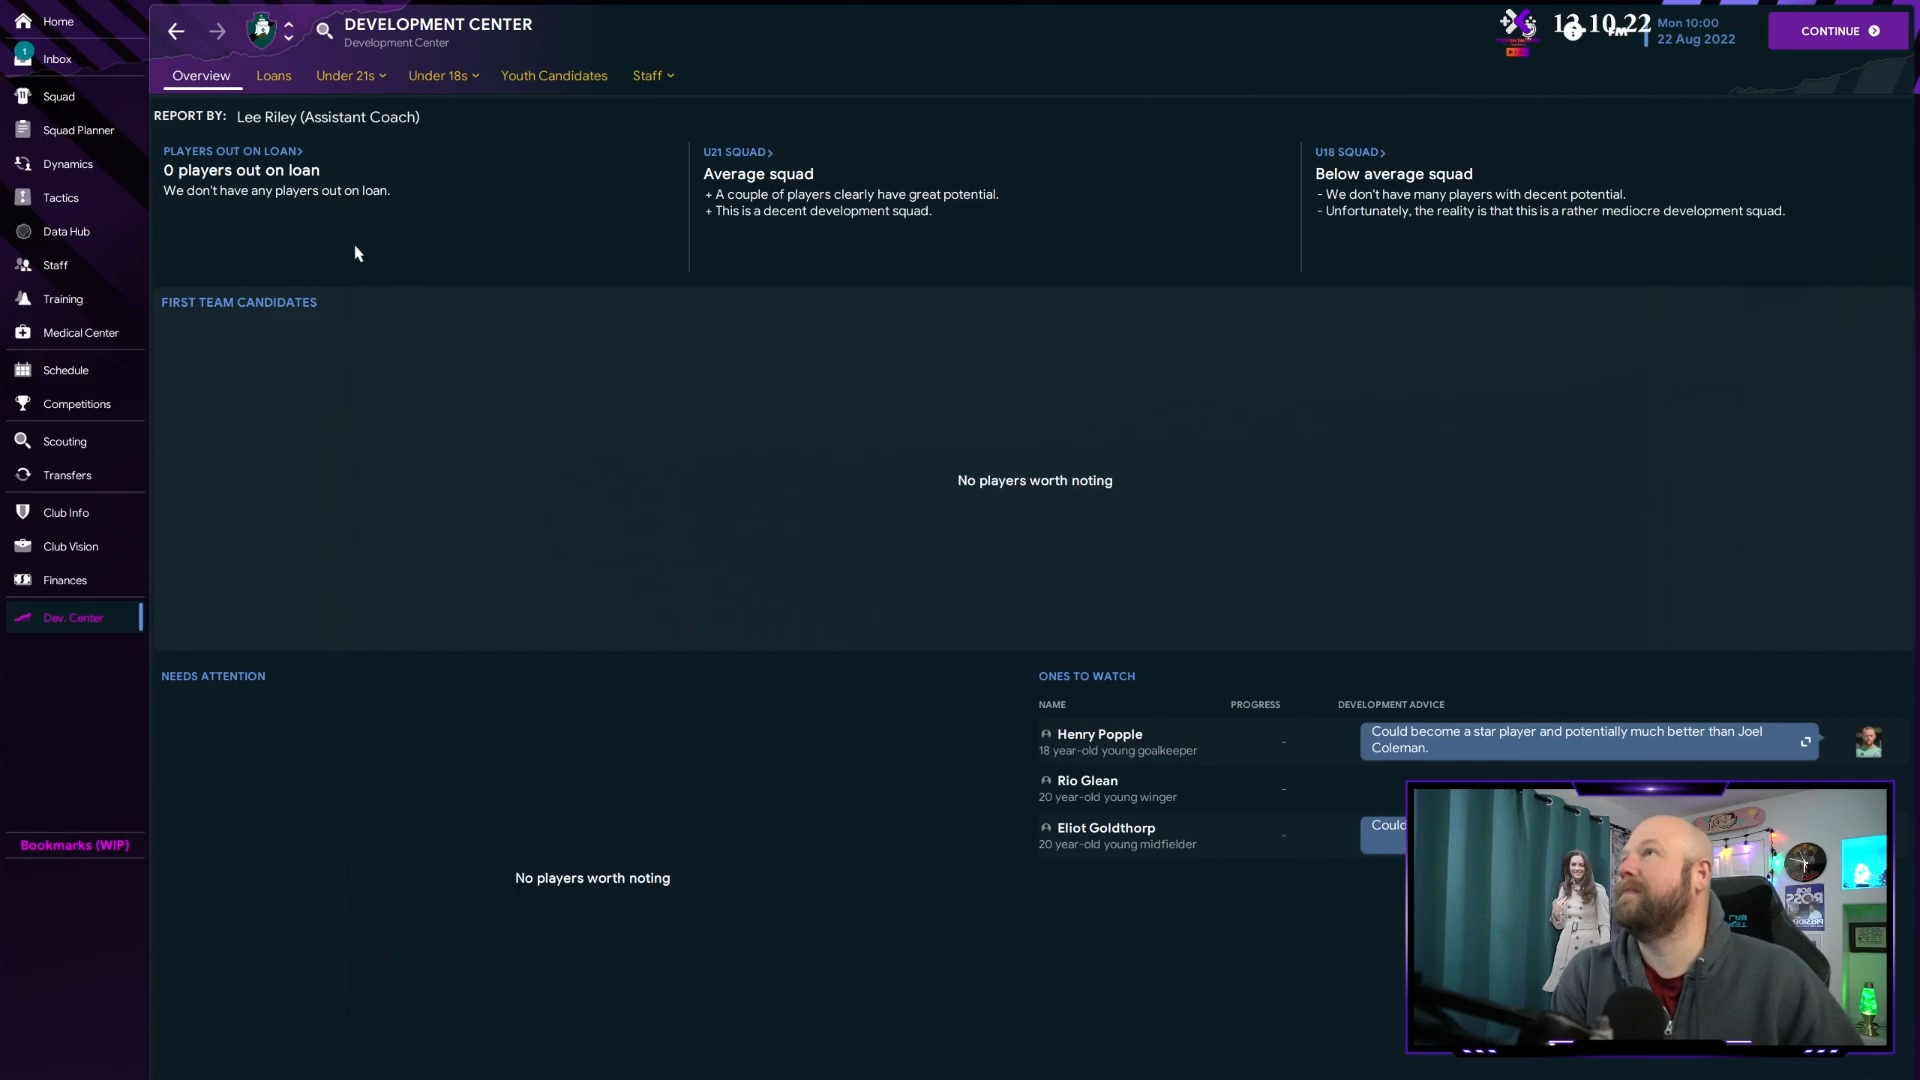 Home
DEVELOPMENT CENTER
Development Center
13.10.22
FM
Mon 10:00
22 Aug 2022
CONTINUE
1
Inbox
Overview
Loans
Under 21s
Under 18s
Youth Candidates
Staff
Squad
Squad Planner
Dynamics
Tactics
Data Hub
Staff
Training
Medical Center
Schedule
Competitions
Scouting
Transfers
Club Info
Club Vision
Finances
Dev. Center
Bookmarks (WIP)
REPORT BY: Lee Riley (Assistant Coach)
PLAYERS OUT ON LOAN>
0 players out on loan
We don't have any players out on loan.
U21 SQUAD>
Average squad
+ A couple of players clearly have great potential.
+ This is a decent development squad.
U18 SQUAD>
Below average squad
- We don't have many players with decent potential.
- Unfortunately, the reality is that this is a rather mediocre development squad.
FIRST TEAM CANDIDATES
No players worth noting
NEEDS ATTENTION
No players worth noting
ONES TO WATCH
NAME PROGRESS DEVELOPMENT ADVICE
Henry Popple
18 year-old young goalkeeper
-
Could become a star player and potentially much better than Joel
Coleman.
Rio Glean
20 year-old young winger
-
Eliot Goldthorp
20 year-old young midfielder
-
Could
BOB
ROSS